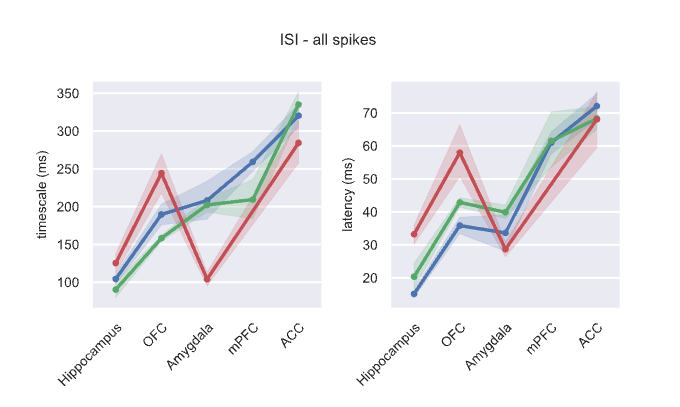 ISI - all spikes
timescale (ms)
350
300
250
200
150
100
Hippocampus
OFC
Amygdala
mPFC
ACC
latency (ms)
70
60
50
40
30
20
Hippocampus
OFC
Amygdala
mPFC
ACC